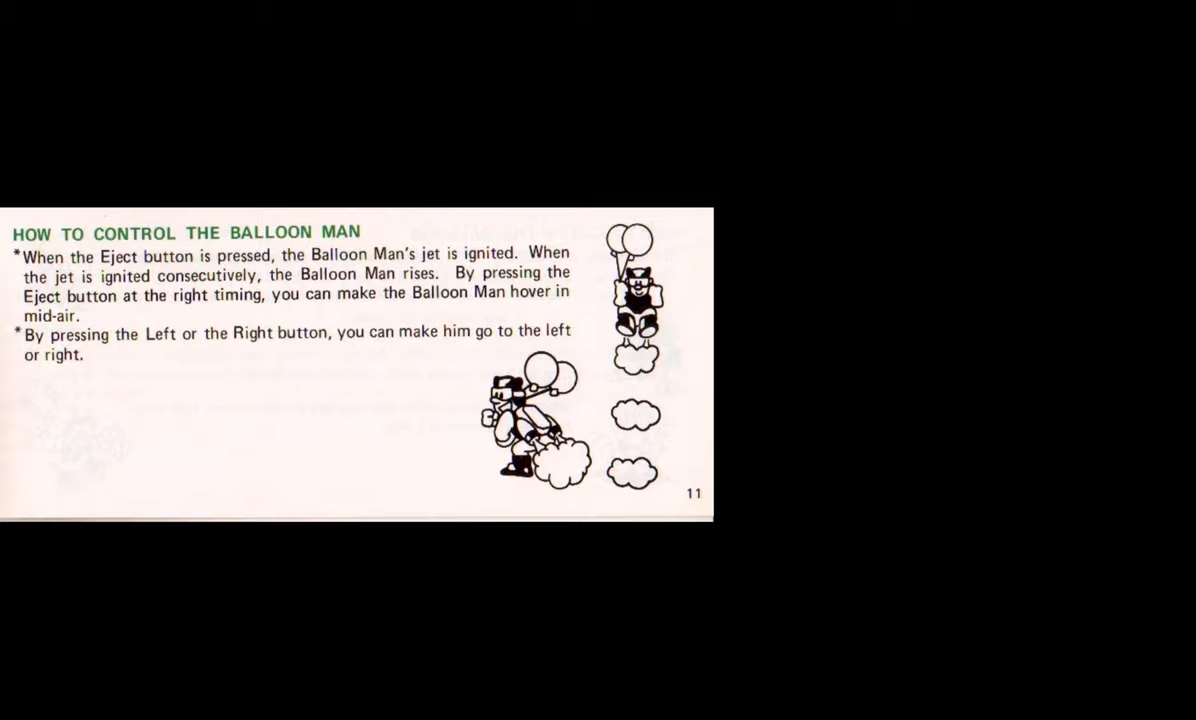 HOW TO CONTROL THE BALLOON MAN
*When the Eject button is pressed, the Balloon Man's jet is ignited. When
the jet is ignited consecutively, the Balloon Man rises. By pressing the
Eject button at the right timing, you can make the Balloon Man hover in
mid-air.
*By pressing the Left or the Right button, you can make him go to the left
or right.
11